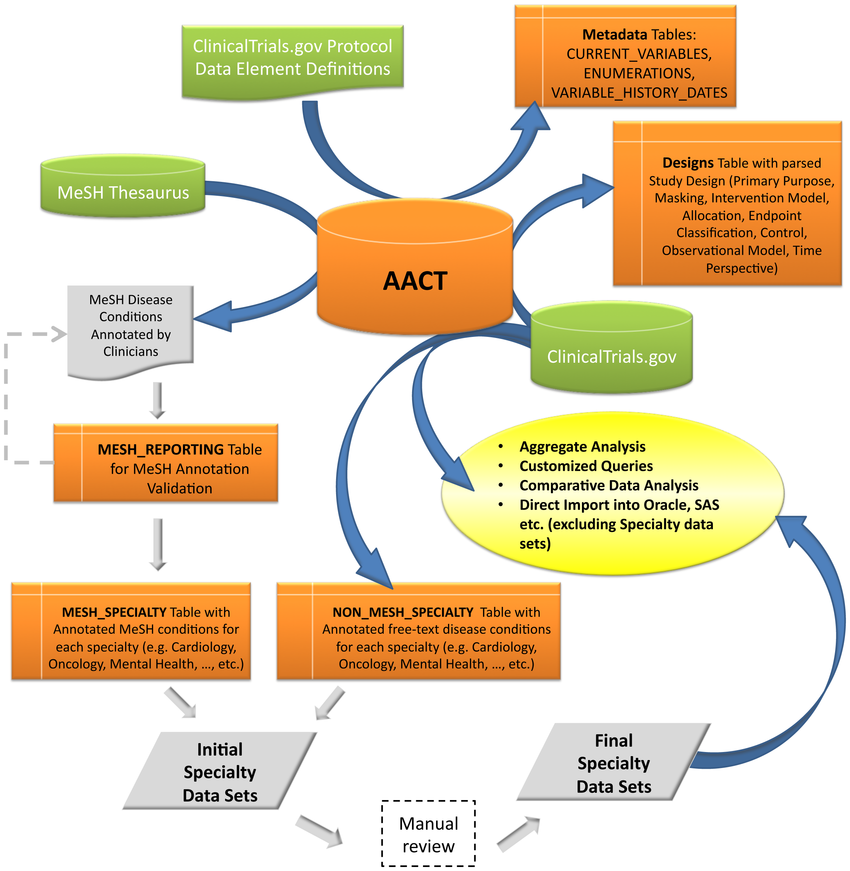 ClinicalTrials.gov Protocol
Data Element Definitions
Metadata Tables:
CURRENT_VARIABLES,
ENUMERATIONS,
VARIABLE_HISTORY_DATES
MeSH Thesaurus
Designs Table with parsed
Study Design (Primary Purpose,
Masking, Intervention Model,
Allocation, Endpoint
Classification, Control,
Observational Model, Time
Perspective)
AACT
MeSH Disease
Conditions
Annotated by
Clinicians
ClinicalTrials.gov
MESH_REPORTING Table
for MeSH Annotation
Validation
• Aggregate Analysis
• Customized Queries
• Comparative Data Analysis
• Direct Import into Oracle, SAS
etc. (excluding Specialty data
sets)
MESH_SPECIALTY Table with
Annotated MeSH conditions for
each specialty (e.g. Cardiology,
Oncology, Mental Health, …, etc.)
NON_MESH_SPECIALTY Table with
Annotated free-text disease conditions
for each specialty (e.g. Cardiology,
Oncology, Mental Health, …, etc.)
Initial
Specialty
Data Sets
Final
Specialty
Data Sets
Manual
review